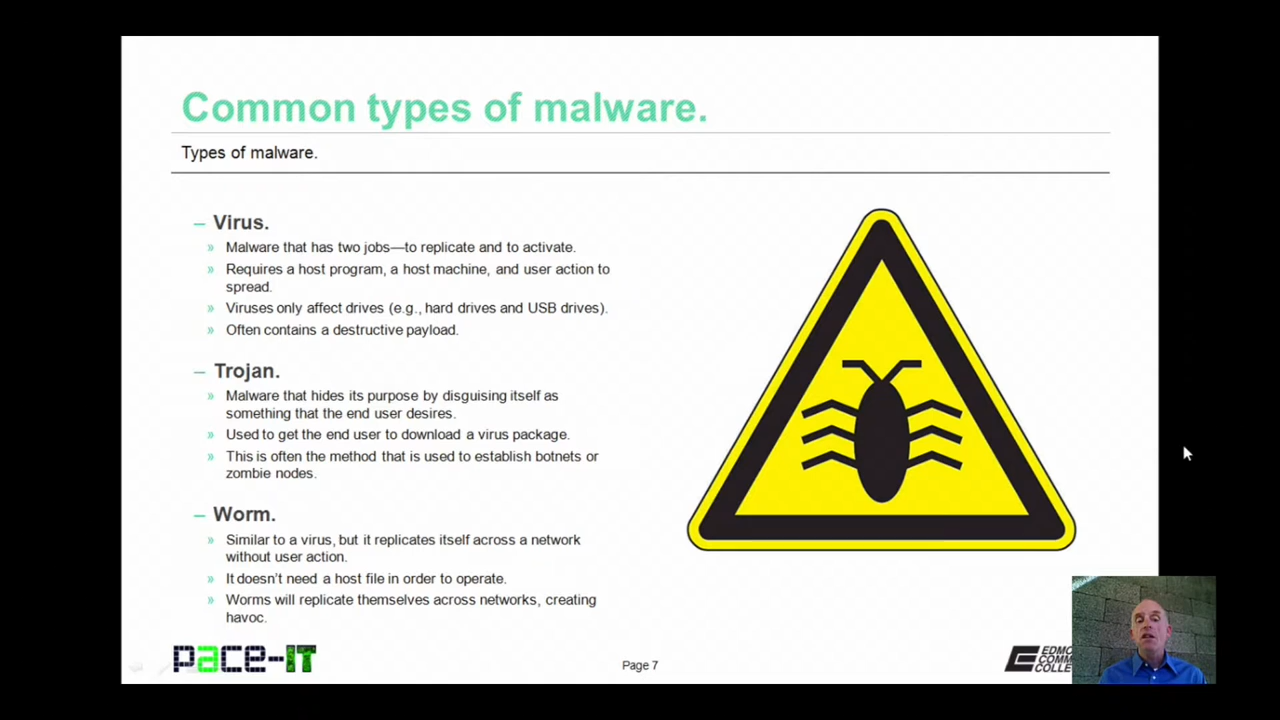 Common types of malware.
Types of malware.
– Virus.
» Malware that has two jobs—to replicate and to activate.
» Requires a host program, a host machine, and user action to
spread.
» Viruses only affect drives (e.g., hard drives and USB drives).
» Often contains a destructive payload.
– Trojan.
» Malware that hides its purpose by disguising itself as
something that the end user desires.
» Used to get the end user to download a virus package.
» This is often the method that is used to establish botnets or
zombie nodes.
– Worm.
» Similar to a virus, but it replicates itself across a network
without user action.
» It doesn't need a host file in order to operate.
» Worms will replicate themselves across networks, creating
havoc.
pace-IT
Page 7